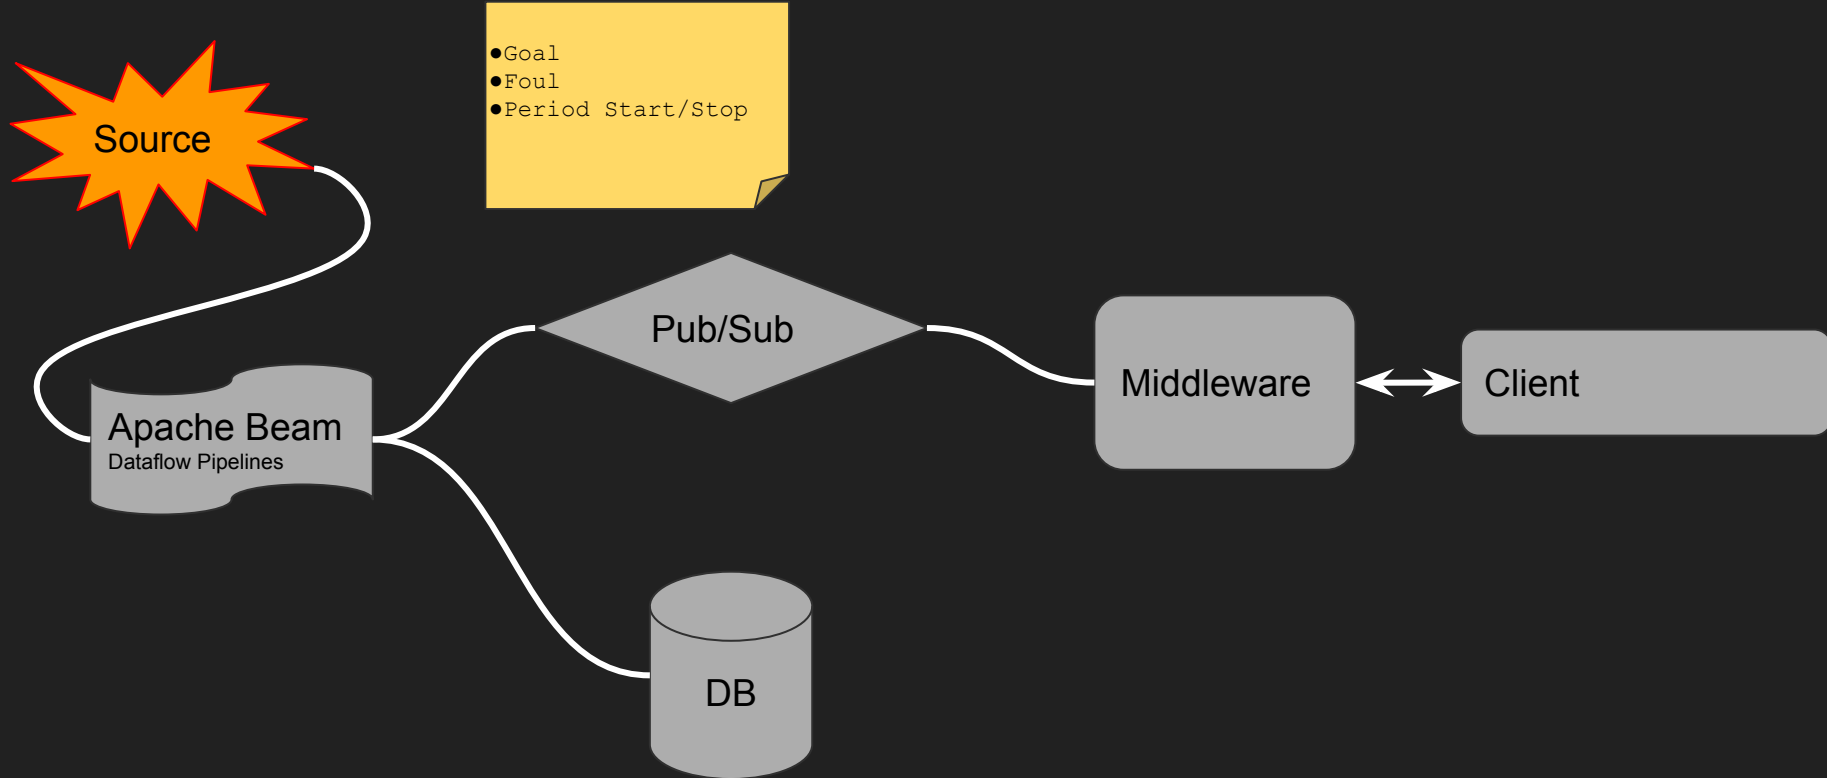 ●Goal
●Foul
●Period Start/Stop
Source
Pub/Sub
Middleware
Client
Apache Beam
Dataflow Pipelines
DB